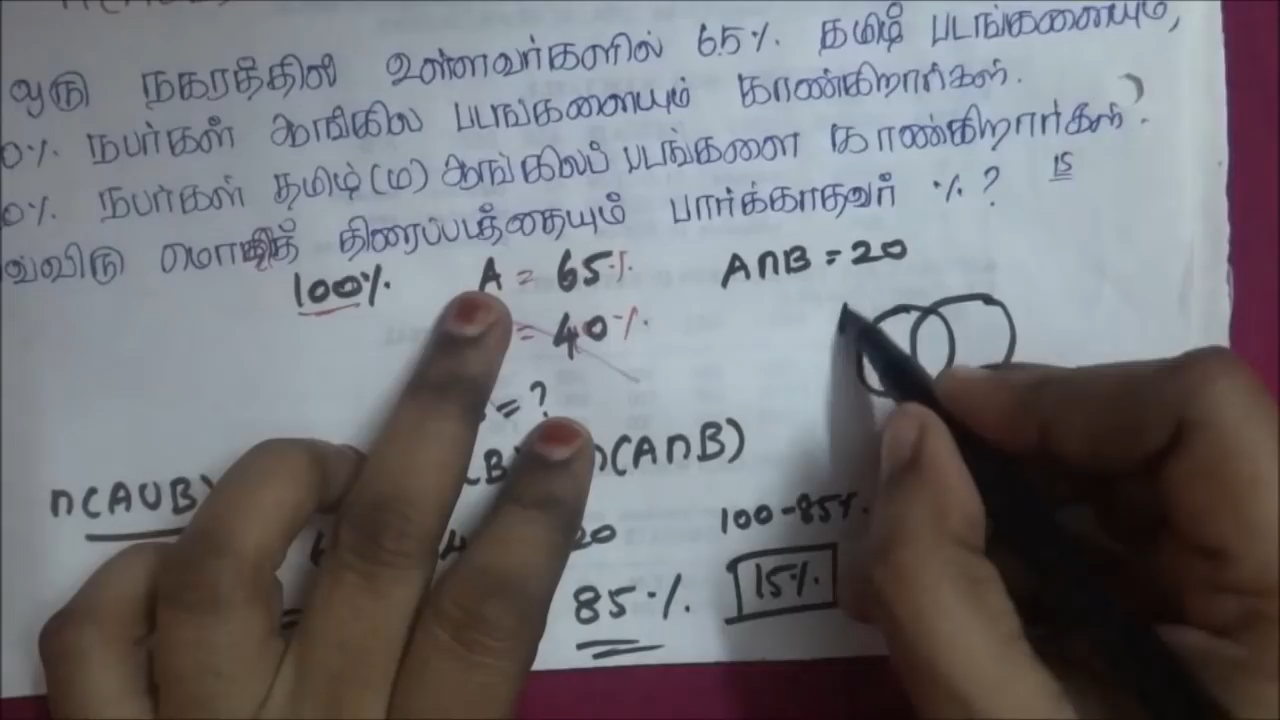 ஒரு நகரத்தில் உள்ளவர்களில் 65% தமிழ் படங்களையும்,
0% நபர்கள் ஆங்கில படங்களையும் காண்கிறார்கள்.
0% நபர்கள் தமிழ் (ம) ஆங்கிலப் படங்களை காண்கிறார்கள்.
திரைப்படத்தையும் பார்க்காதவர் %? 15
100% A = 65% A∩B = 20
= 40%
= ?
n(A∪B) (B) n(A∩B)
20 100-85%
85% 15%